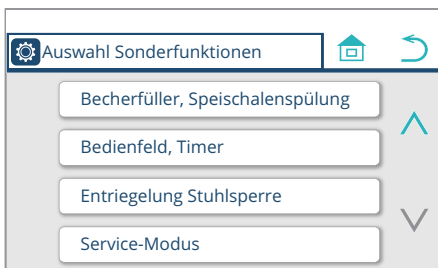 Auswahl Sonderfunktionen
Becherfüller, Speischalenspülung
Bedienfeld, Timer
Entriegelung Stuhlsperre
Service-Modus